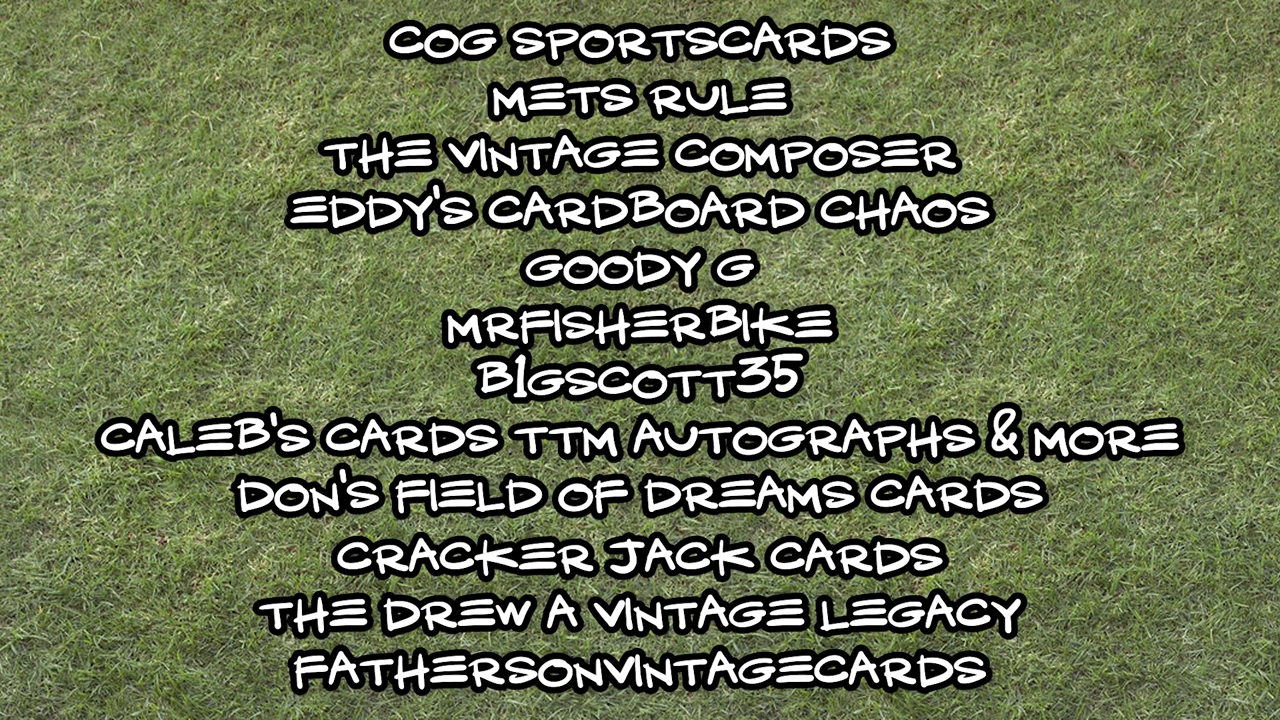 COG SPORTSCARDS
METS RULE
THE VINTAGE COMPOSER
EDDY'S CARDBOARD CHAOS
GOODY G
MRFISHERBIKE
B1GSCOTT35
CALEB'S CARDS TTM AUTOGRAPHS & MORE
DON'S FIELD OF DREAMS CARDS
CRACKER JACK CARDS
THE DREW A VINTAGE LEGACY
FATHERSONVINTAGECARDS